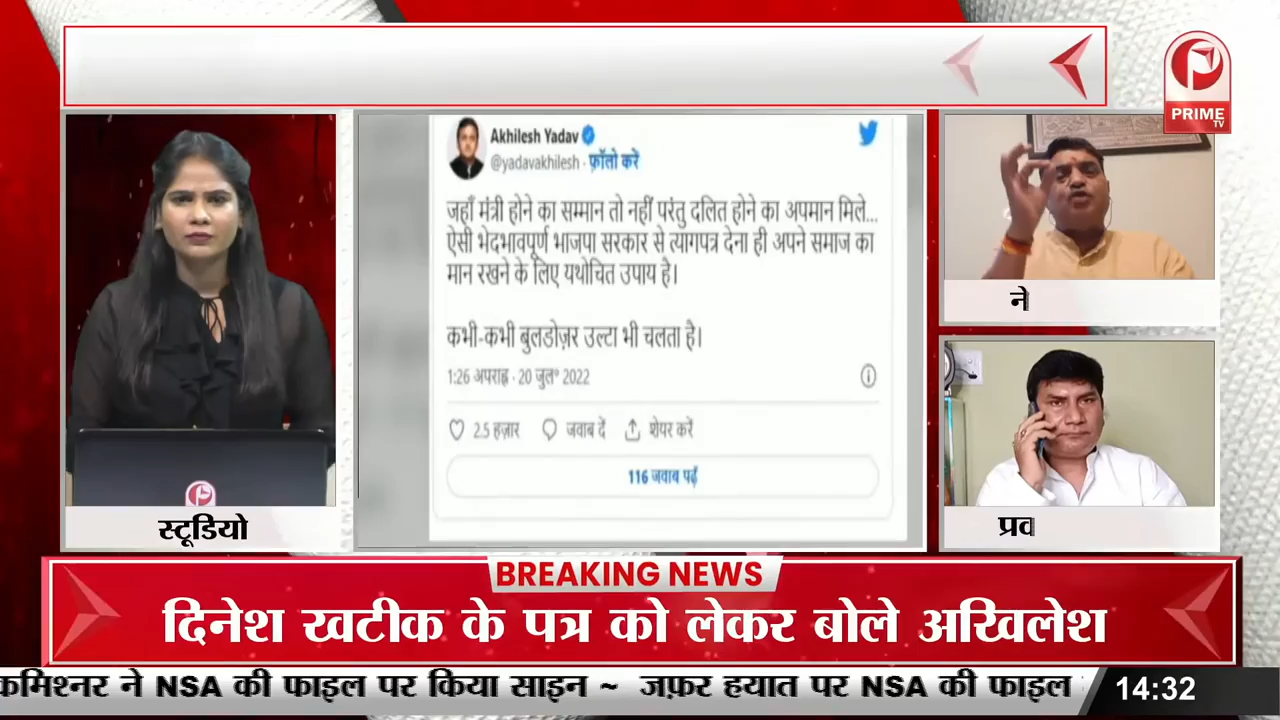 PRIME
TV
Akhilesh Yadav
@yadavakhilesh · फ़ॉलो करें
जहाँ मंत्री होने का सम्मान तो नहीं परंतु दलित होने का अपमान मिले...
ऐसी भेदभावपूर्ण भाजपा सरकार से त्यागपत्र देना ही अपने समाज का
मान रखने के लिए यथोचित उपाय है।
कभी-कभी बुलडोज़र उल्टा भी चलता है।
1:26 अपराह्न · 20 जुल॰ 2022
2.5 हज़ार जवाब दें शेयर करें
116 जवाब पढ़ें
ने
प्रव
स्टूडियो
BREAKING NEWS
दिनेश खटीक के पत्र को लेकर बोले अखिलेश
कमिश्नर ने NSA की फाइल पर किया साइन ~ जफ़र हयात पर NSA की फाइल
14:32